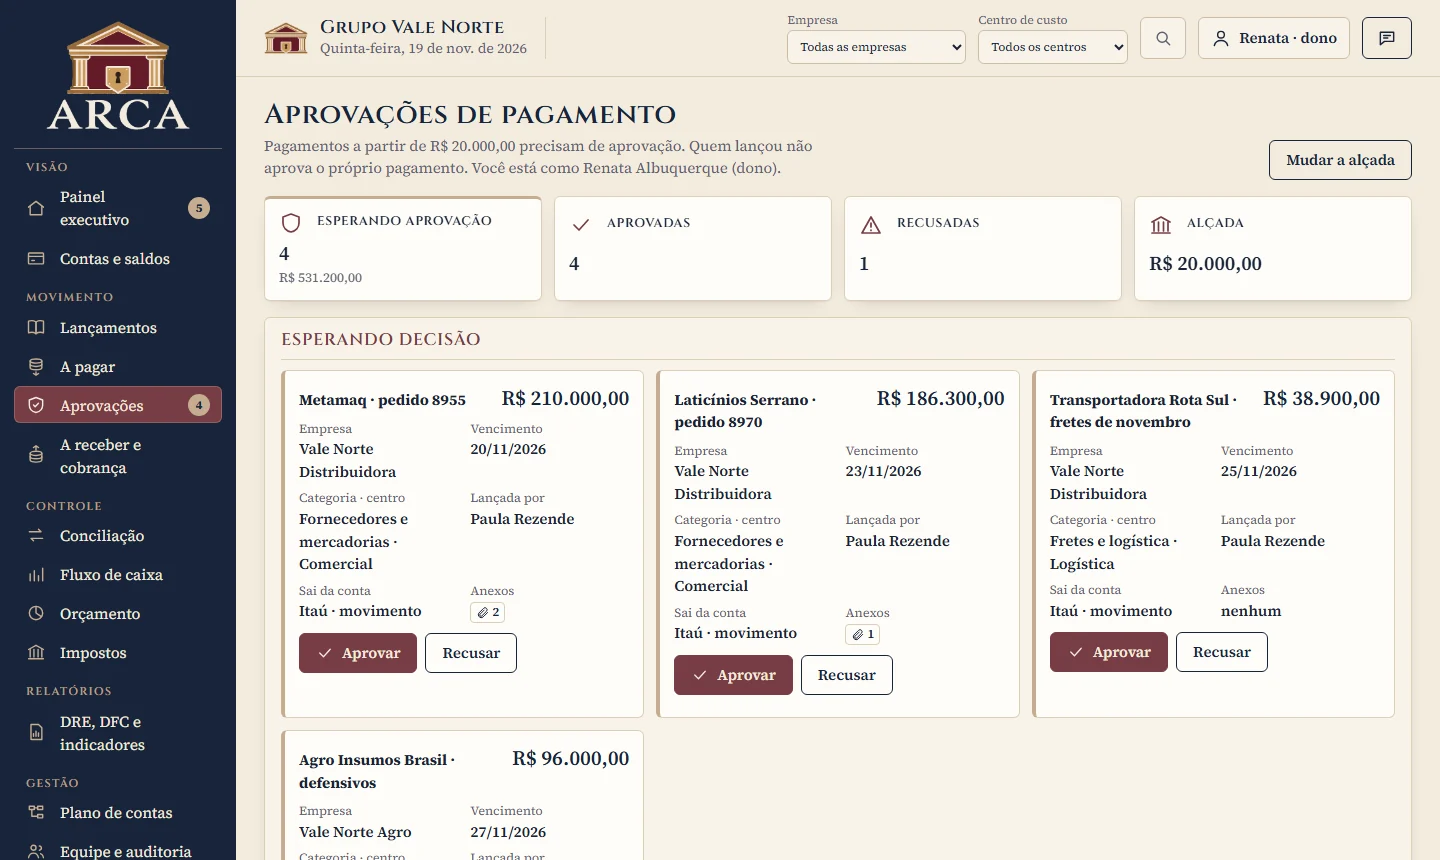 ARCA
VISÃO
Painel
executivo
5
Contas e saldos
MOVIMENTO
Lançamentos
A pagar
Aprovações
4
A receber e
cobrança
CONTROLE
Conciliação
Fluxo de caixa
Orçamento
Impostos
RELATÓRIOS
DRE, DFC e
indicadores
GESTÃO
Plano de contas
Equipe e auditoria
Grupo Vale Norte
Quinta-feira, 19 de nov. de 2026
Empresa
Todas as empresas
Centro de custo
Todos os centros
Renata · dono
Aprovações de pagamento
Pagamentos a partir de R$ 20.000,00 precisam de aprovação. Quem lançou não
aprova o próprio pagamento. Você está como Renata Albuquerque (dono).
Mudar a alçada
ESPERANDO APROVAÇÃO
4
R$ 531.200,00
APROVADAS
4
RECUSADAS
1
ALÇADA
R$ 20.000,00
ESPERANDO DECISÃO
Metamaq · pedido 8955
R$ 210.000,00
Empresa
Vale Norte
Distribuidora
Vencimento
20/11/2026
Categoria · centro
Fornecedores e
mercadorias ·
Comercial
Lançada por
Paula Rezende
Sai da conta
Itaú · movimento
Anexos
2
Aprovar
Recusar
Laticínios Serrano ·
pedido 8970
R$ 186.300,00
Empresa
Vale Norte
Distribuidora
Vencimento
23/11/2026
Categoria · centro
Fornecedores e
mercadorias ·
Comercial
Lançada por
Paula Rezende
Sai da conta
Itaú · movimento
Anexos
1
Aprovar
Recusar
Transportadora Rota Sul ·
fretes de novembro
R$ 38.900,00
Empresa
Vale Norte
Distribuidora
Vencimento
25/11/2026
Categoria · centro
Fretes e logística ·
Logística
Lançada por
Paula Rezende
Sai da conta
Itaú · movimento
Anexos
nenhum
Aprovar
Recusar
Agro Insumos Brasil ·
defensivos
R$ 96.000,00
Empresa
Vale Norte Agro
Vencimento
27/11/2026
Categoria · centro
Lançada por